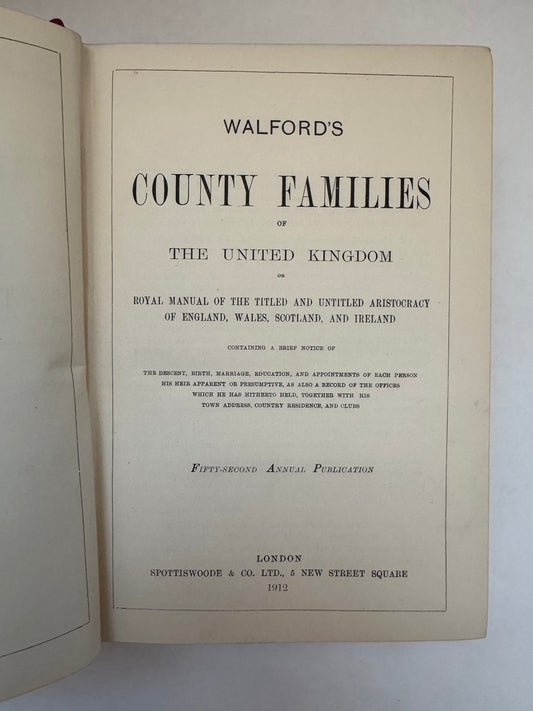 WALFORD'S
COUNTY FAMILIES
OF
THE UNITED KINGDOM
OR
ROYAL MANUAL OF THE TITLED AND UNTITLED ARISTOCRACY
OF ENGLAND, WALES, SCOTLAND, AND IRELAND
CONTAINING A BRIEF NOTICE OF
THE DESCENT, BIRTH, MARRIAGE, EDUCATION, AND APPOINTMENTS OF EACH PERSON
HIS HEIR APPARENT OR PRESUMPTIVE, AS ALSO A RECORD OF THE OFFICES
WHICH HE HAS HITHERTO HELD, TOGETHER WITH HIS
TOWN ADDRESS, COUNTRY RESIDENCE, AND CLUBS
FIFTY-SECOND ANNUAL PUBLICATION
LONDON
SPOTTISWOODE & CO. LTD., 5 NEW STREET SQUARE
1912